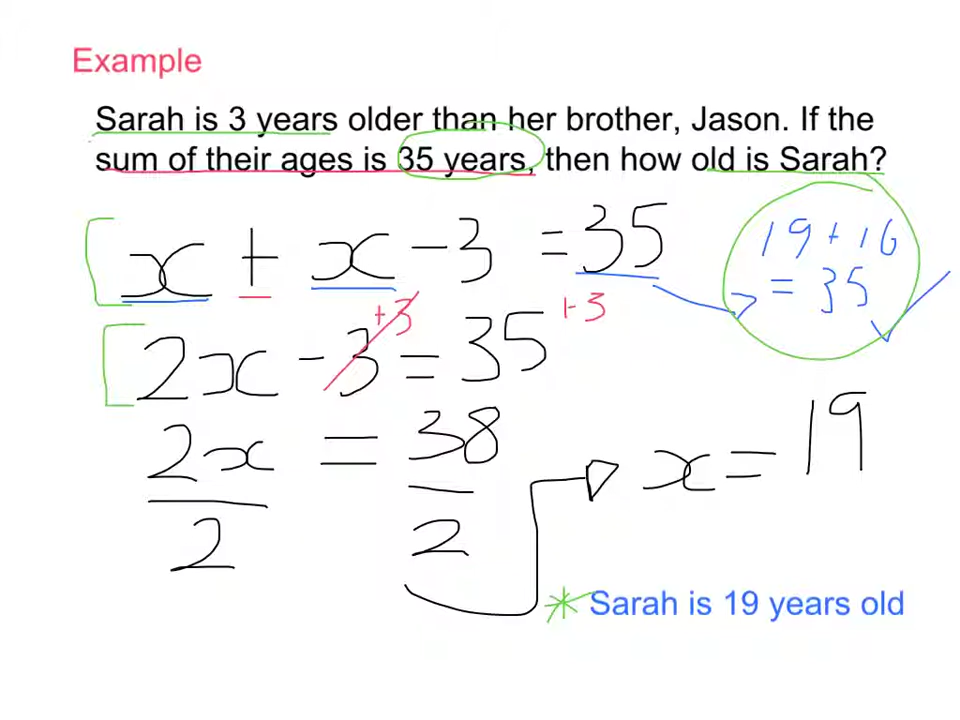 Example
Sarah is 3 years older than her brother, Jason. If the
sum of their ages is 35 years, then how old is Sarah?
x + x - 3 = 35
19 + 16
= 35
+3 +3
2x - 3 = 35
2x = 38
2 2
x = 19
Sarah is 19 years old